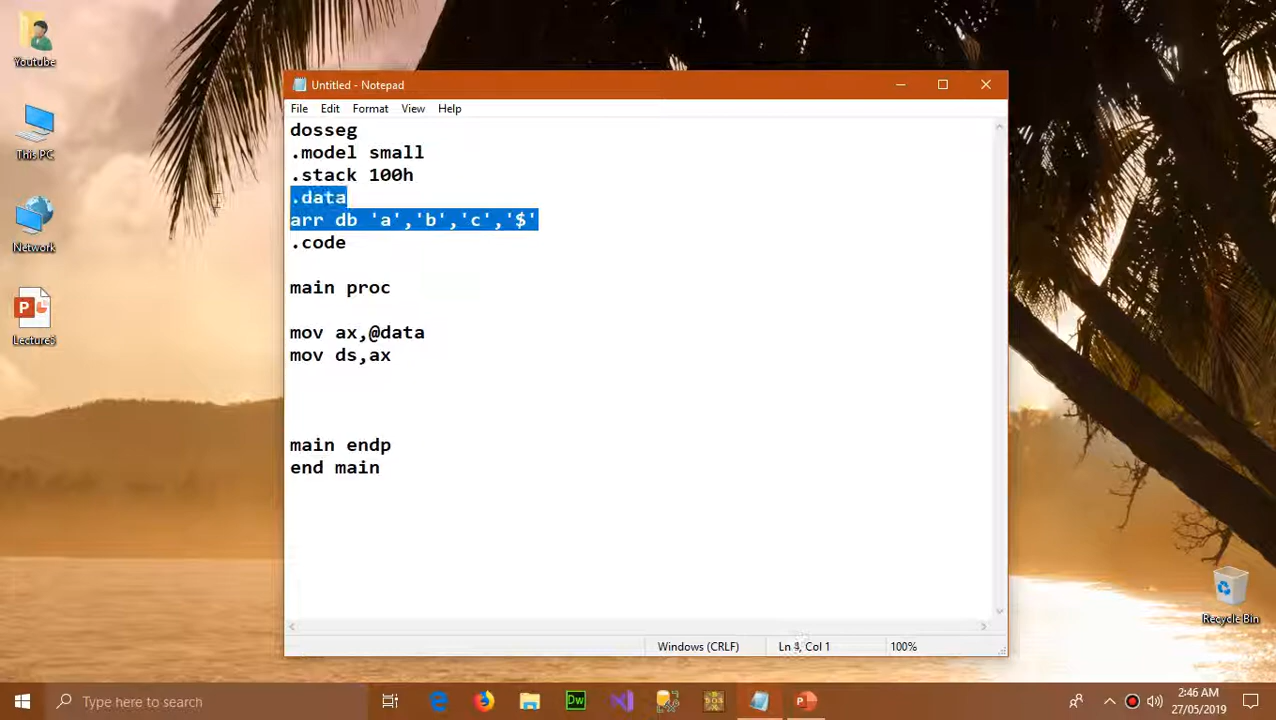 Youtube
This PC
Network
Lecture5
Untitled - Notepad
File Edit Format View Help
dosseg
.model small
.stack 100h
.data
arr db 'a','b','c','$'
.code
main proc
mov ax,@data
mov ds,ax
main endp
end main
Windows (CRLF) Ln 4, Col 1 100%
Recycle Bin
Type here to search
Dw
2:46 AM
27/05/2019